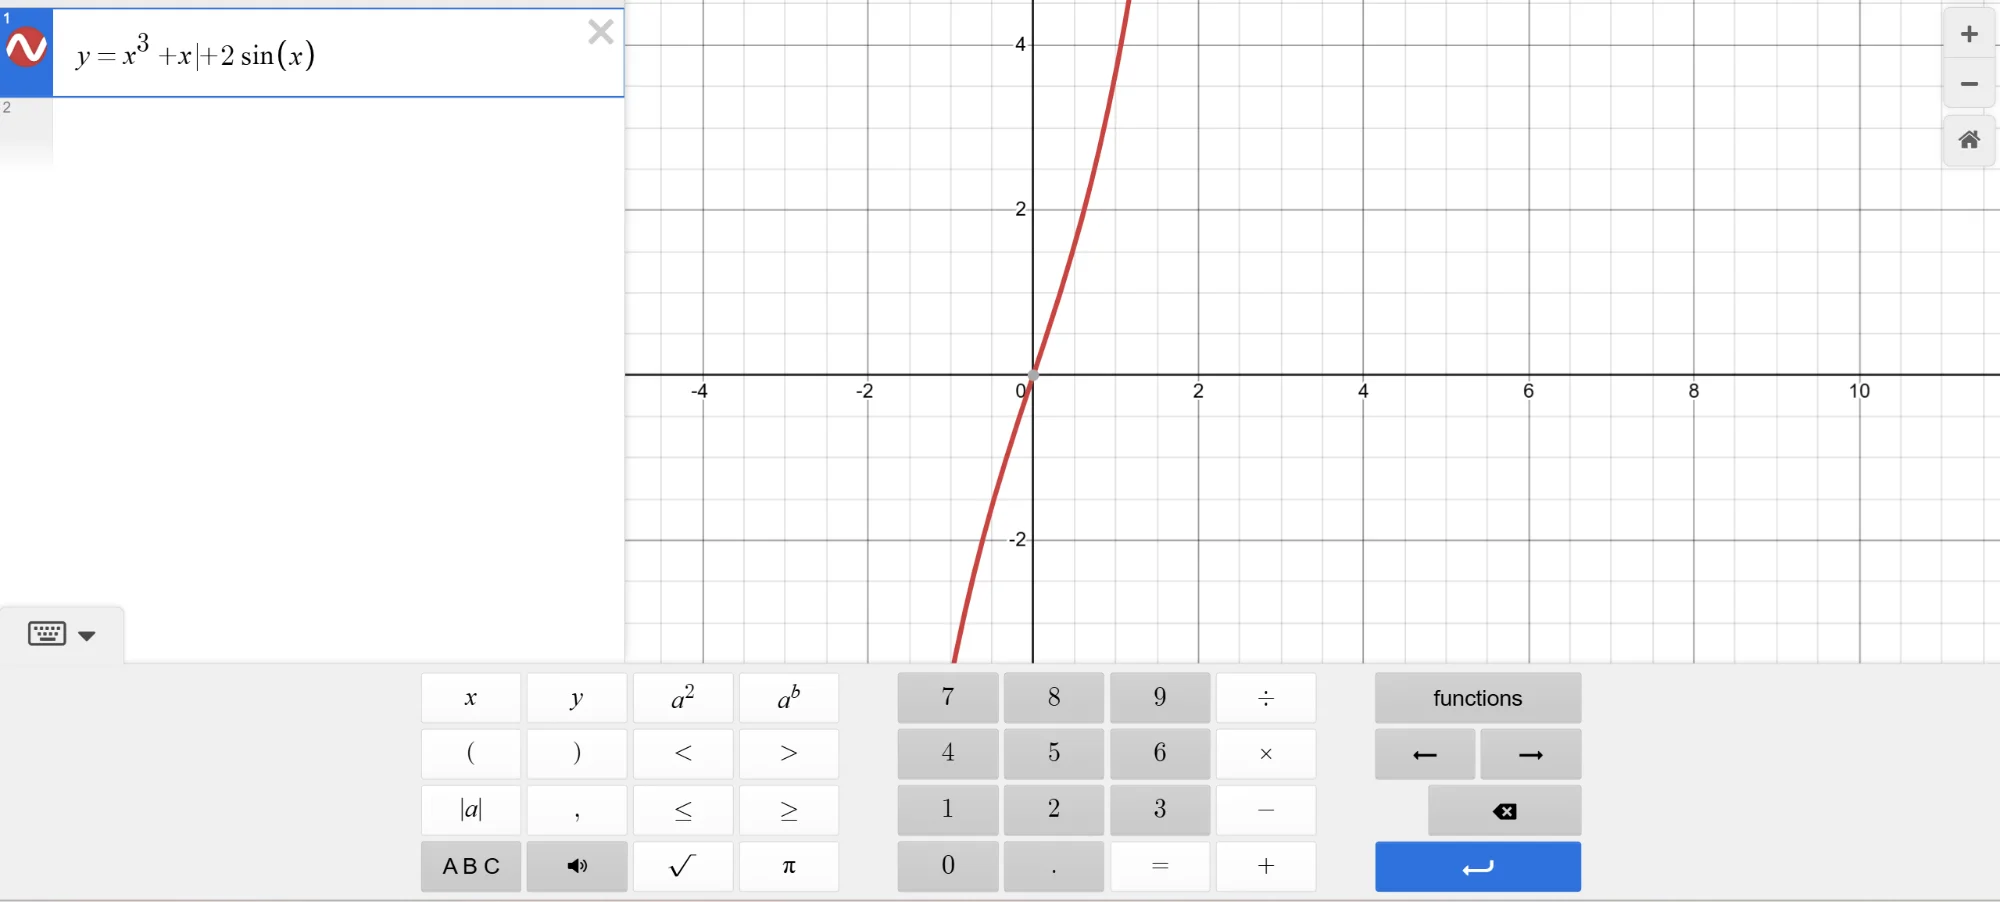 1
y = x³ + x + 2 sin(x)
2
4
2
-4 -2 0 2 4 6 8 10
-2
+
−
x y a² aᵇ 7 8 9 ÷ functions
( ) < > 4 5 6 × ← →
|a| , ≤ ≥ 1 2 3 −
A B C √ π 0 . = +